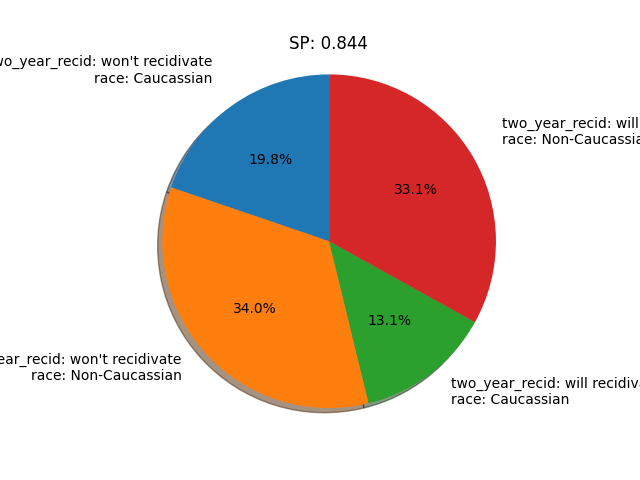 SP: 0.844
two_year_recid: won't recidivate
race: Caucassian
19.8%
two_year_recid: will
race: Non-Caucassia
33.1%
34.0%
13.1%
year_recid: won't recidivate
race: Non-Caucassian
two_year_recid: will recidiva
race: Caucassian